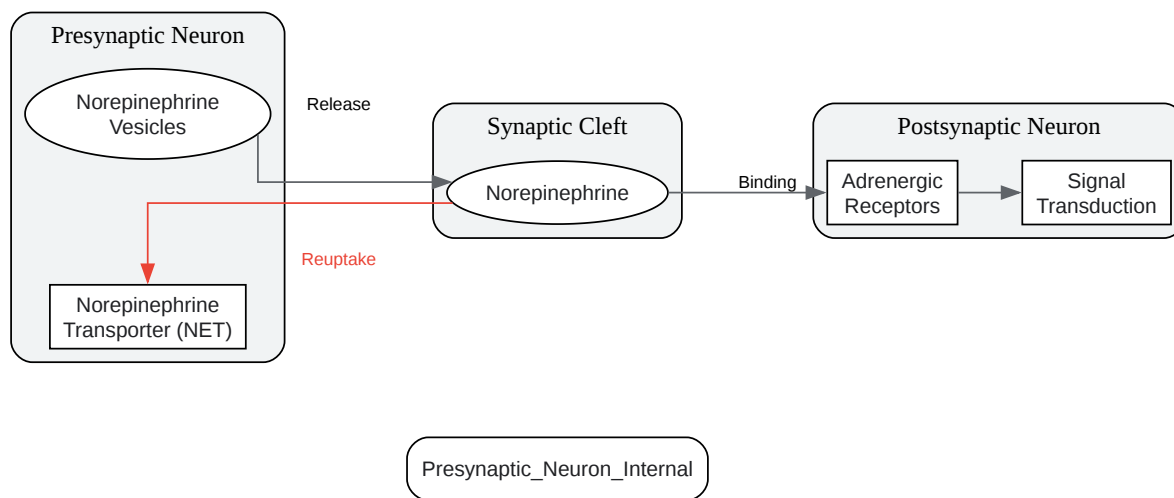 Presynaptic Neuron
Norepinephrine
Vesicles
Release
Synaptic Cleft
Norepinephrine
Binding
Postsynaptic Neuron
Adrenergic
Receptors
Signal
Transduction
Reuptake
Norepinephrine
Transporter (NET)
Presynaptic_Neuron_Internal